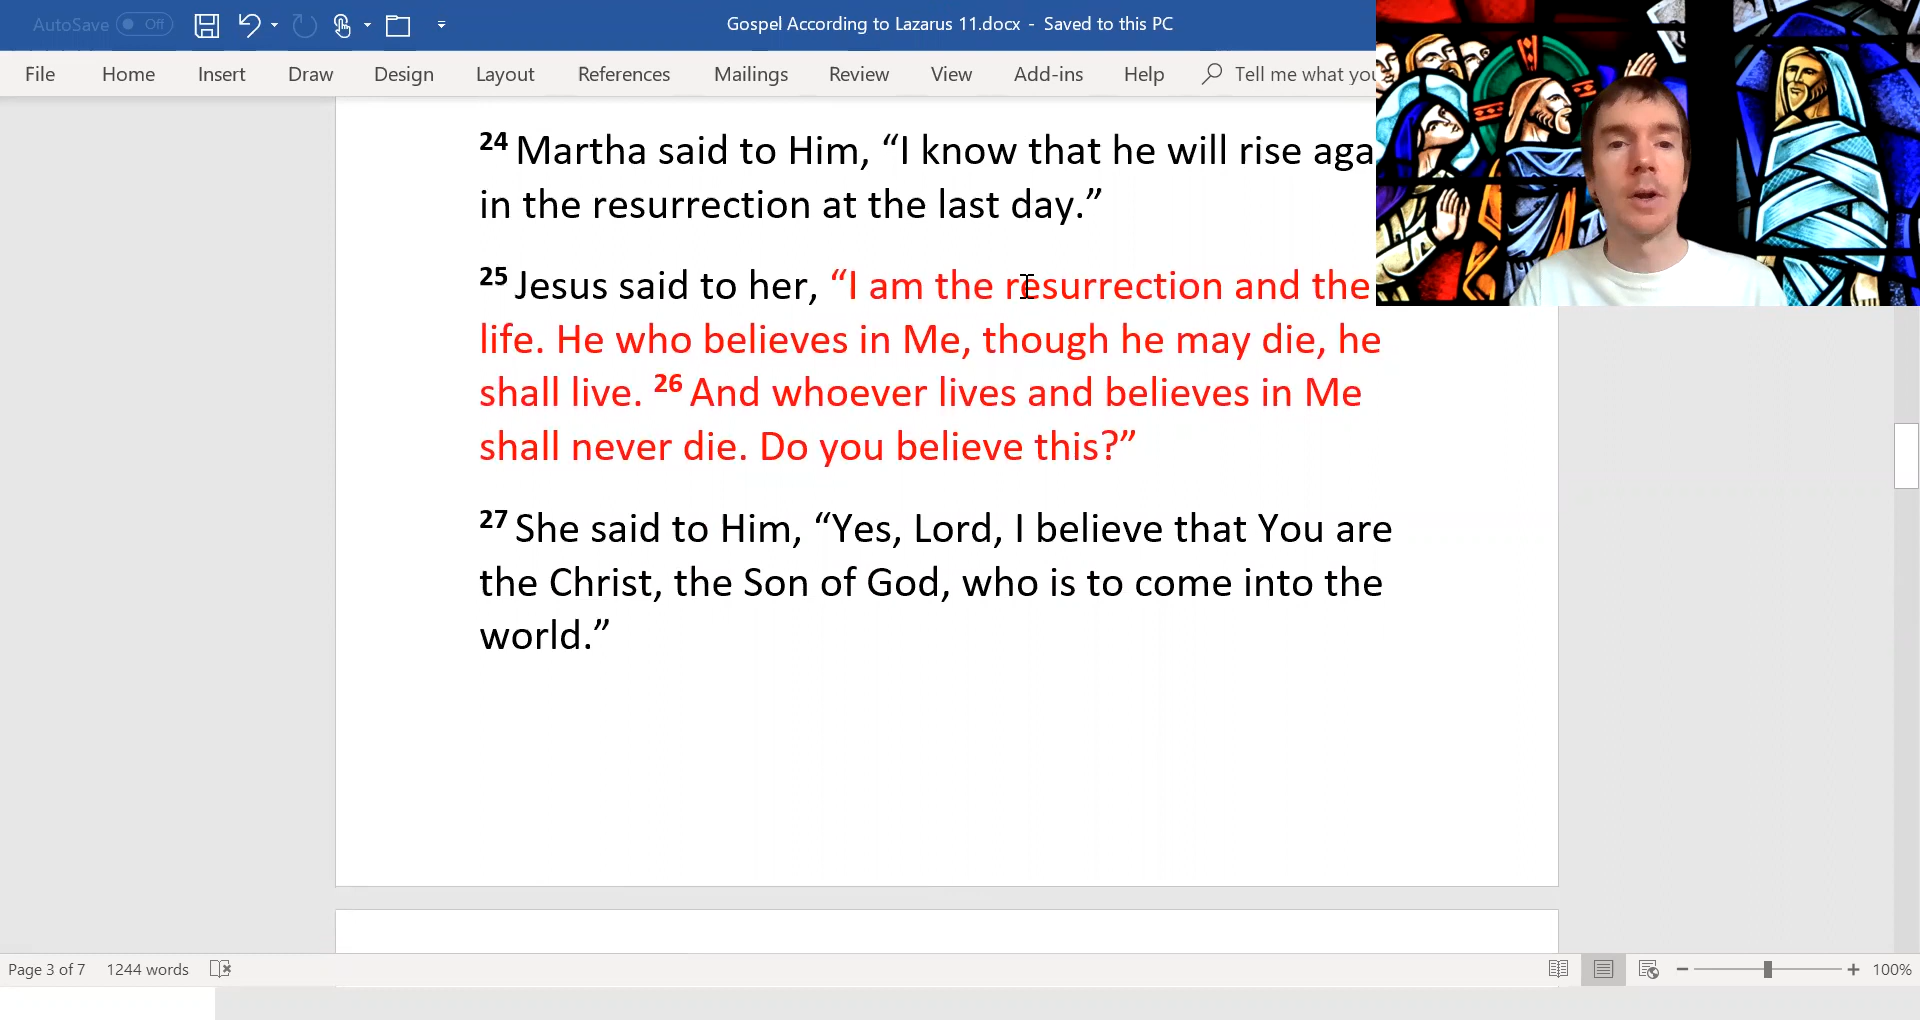 AutoSave Off
Gospel According to Lazarus 11.docx - Saved to this PC
File Home Insert Draw Design Layout References Mailings Review View Add-ins Help Tell me what you
24 Martha said to Him, “I know that he will rise aga
in the resurrection at the last day.”
25 Jesus said to her, “I am the resurrection and the
life. He who believes in Me, though he may die, he
shall live. 26 And whoever lives and believes in Me
shall never die. Do you believe this?”
27 She said to Him, “Yes, Lord, I believe that You are
the Christ, the Son of God, who is to come into the
world.”
Page 3 of 7 1244 words
100%